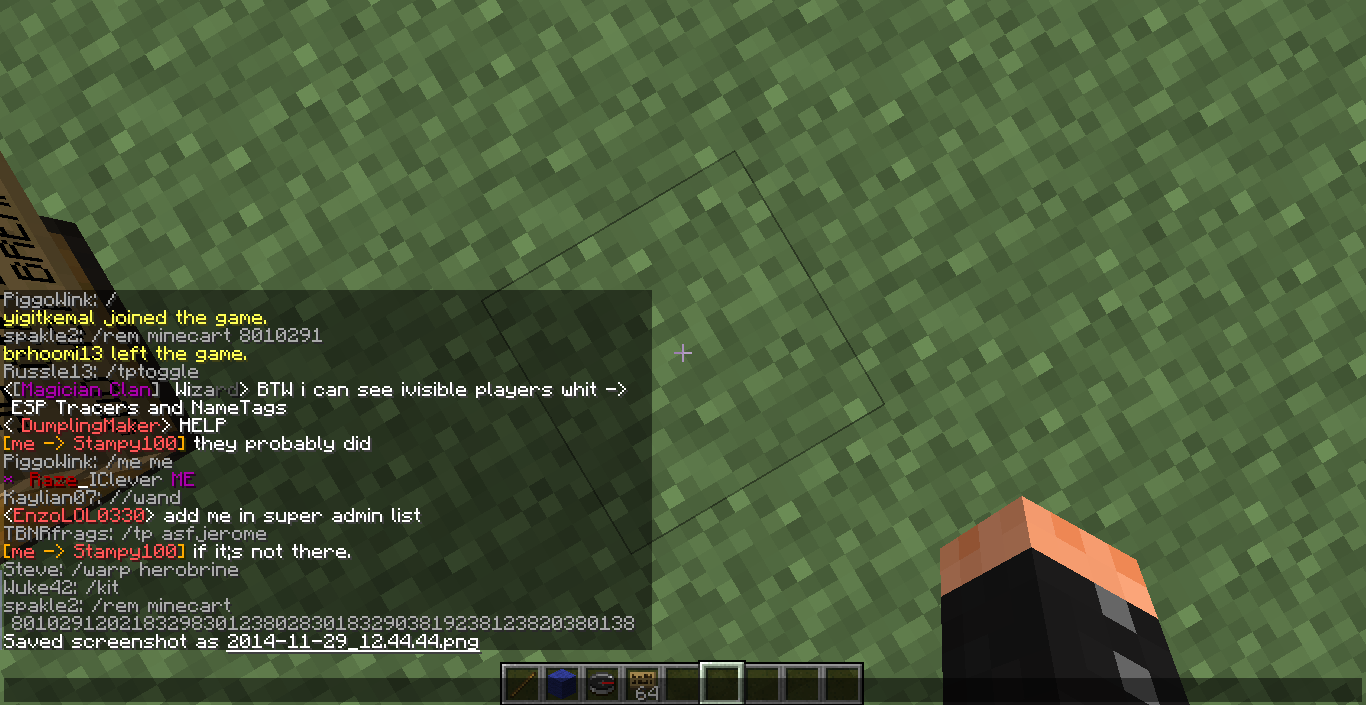 PiggoWink: /
yigitkemal joined the game.
spakle2: /rem minecart 8010291
brhoomi13 left the game.
Russle13: /tptoggle
<[Magician Clan] Wizard> BTW i can see ivisible players whit ->
ESP Tracers and NameTags
< DumplingMaker> HELP
[me -> Stampy100] they probably did
PiggoWink: /me me
* Raze_IClever ME
Kaylian07: //wand
<EnzoLOL0330> add me in super admin list
TBNRfrags: /tp asfjerome
[me -> Stampy100] if it;s not there.
Steve: /warp herobrine
Wuke42: /kit
spakle2: /rem minecart
8010291202183298301238028301832903819238123820380138
Saved screenshot as 2014-11-29_12.44.44.png
64